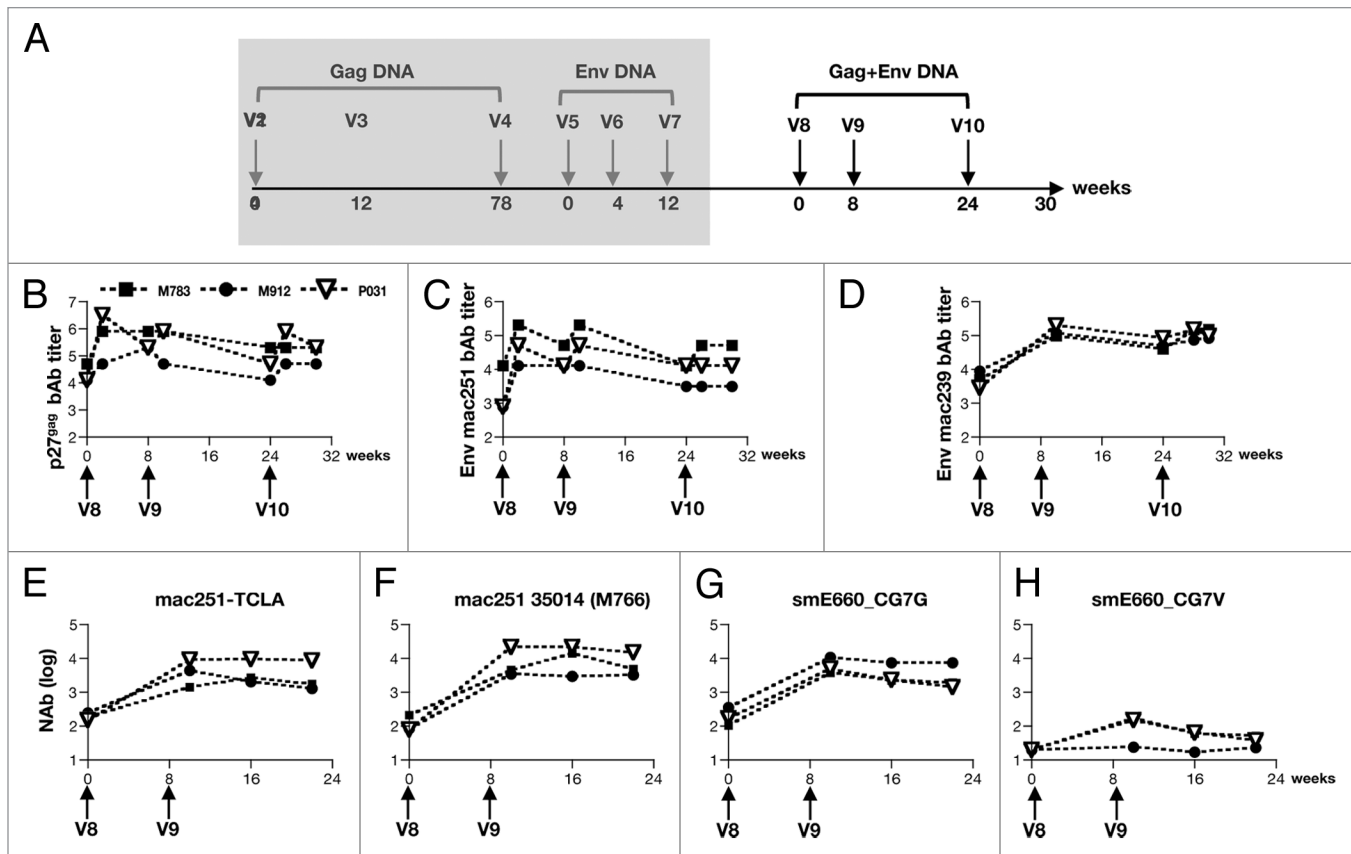 A
Gag DNA Env DNA Gag+Env DNA
V3 V4 V5 V6 V7 V8 V9 V10
weeks
12 78 0 4 12 0 8 24 30
B
M783 M912 P031
p27gag bAb titer
7
6
5
4
3
2
0 8 16 24 32 weeks
V8 V9 V10
C
Env mac251 bAb titer
6
5
4
3
2
0 8 16 24 32 weeks
V8 V9 V10
D
Env mac239 bAb titer
6
5
4
3
2
0 8 16 24 32 weeks
V8 V9 V10
E
mac251-TCLA
NAb (log)
5
4
3
2
1
0 8 16 24
V8 V9
F
mac251 35014 (M766)
5
4
3
2
1
0 8 16 24
V8 V9
G
smE660_CG7G
5
4
3
2
1
0 8 16 24
V8 V9
H
smE660_CG7V
5
4
3
2
1
0 8 16 24 weeks
V8 V9